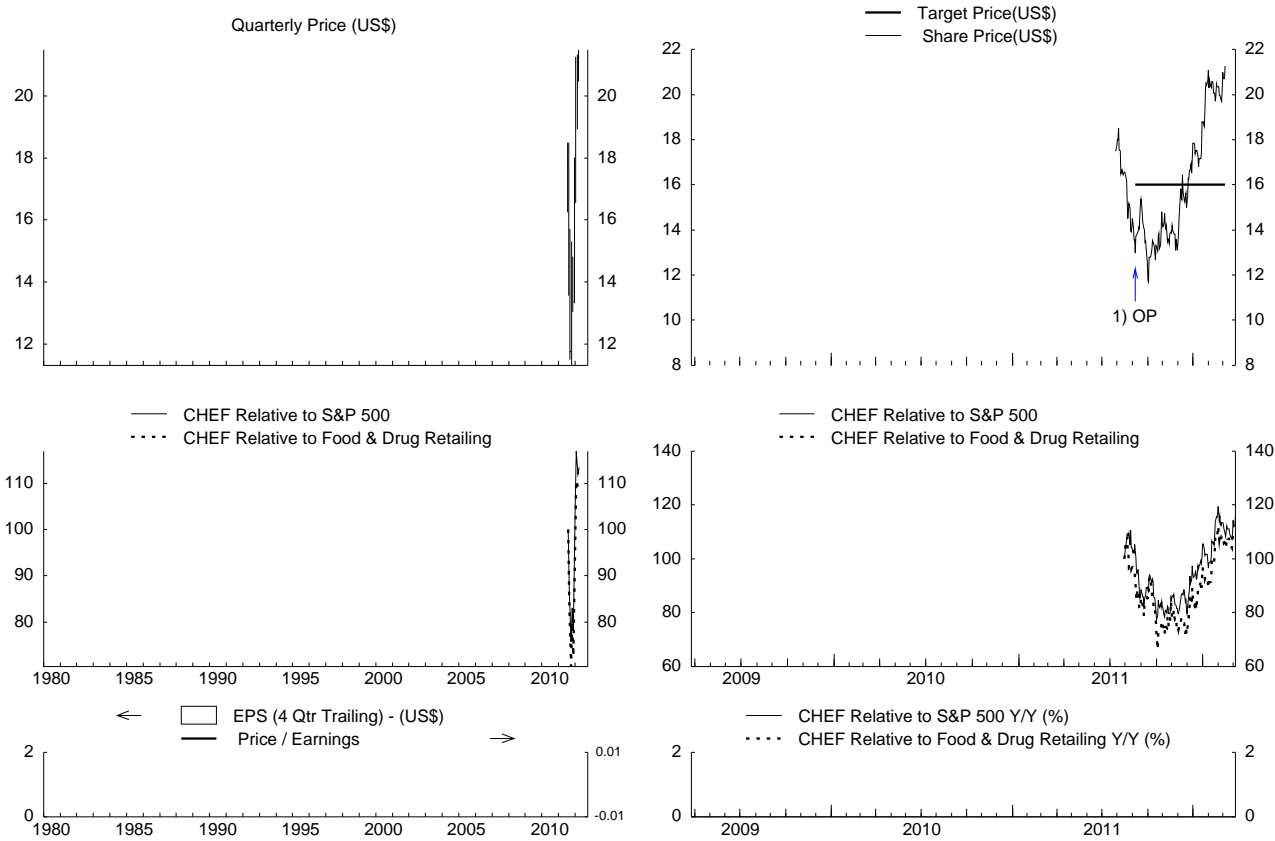 Quarterly Price (US$)
20 20
18 18
16 16
14 14
12 12
Target Price(US$)
Share Price(US$)
22 22
20 20
18 18
16 16
14 14
12 12
10 10
8 8
1) OP
CHEF Relative to S&P 500
CHEF Relative to Food & Drug Retailing
110 110
100 100
90 90
80 80
1980 1985 1990 1995 2000 2005 2010
CHEF Relative to S&P 500
CHEF Relative to Food & Drug Retailing
140 140
120 120
100 100
80 80
60 60
2009 2010 2011
EPS (4 Qtr Trailing) - (US$)
Price / Earnings
2 0.01
0 -0.01
1980 1985 1990 1995 2000 2005 2010
CHEF Relative to S&P 500 Y/Y (%)
CHEF Relative to Food & Drug Retailing Y/Y (%)
2 2
0 0
2009 2010 2011